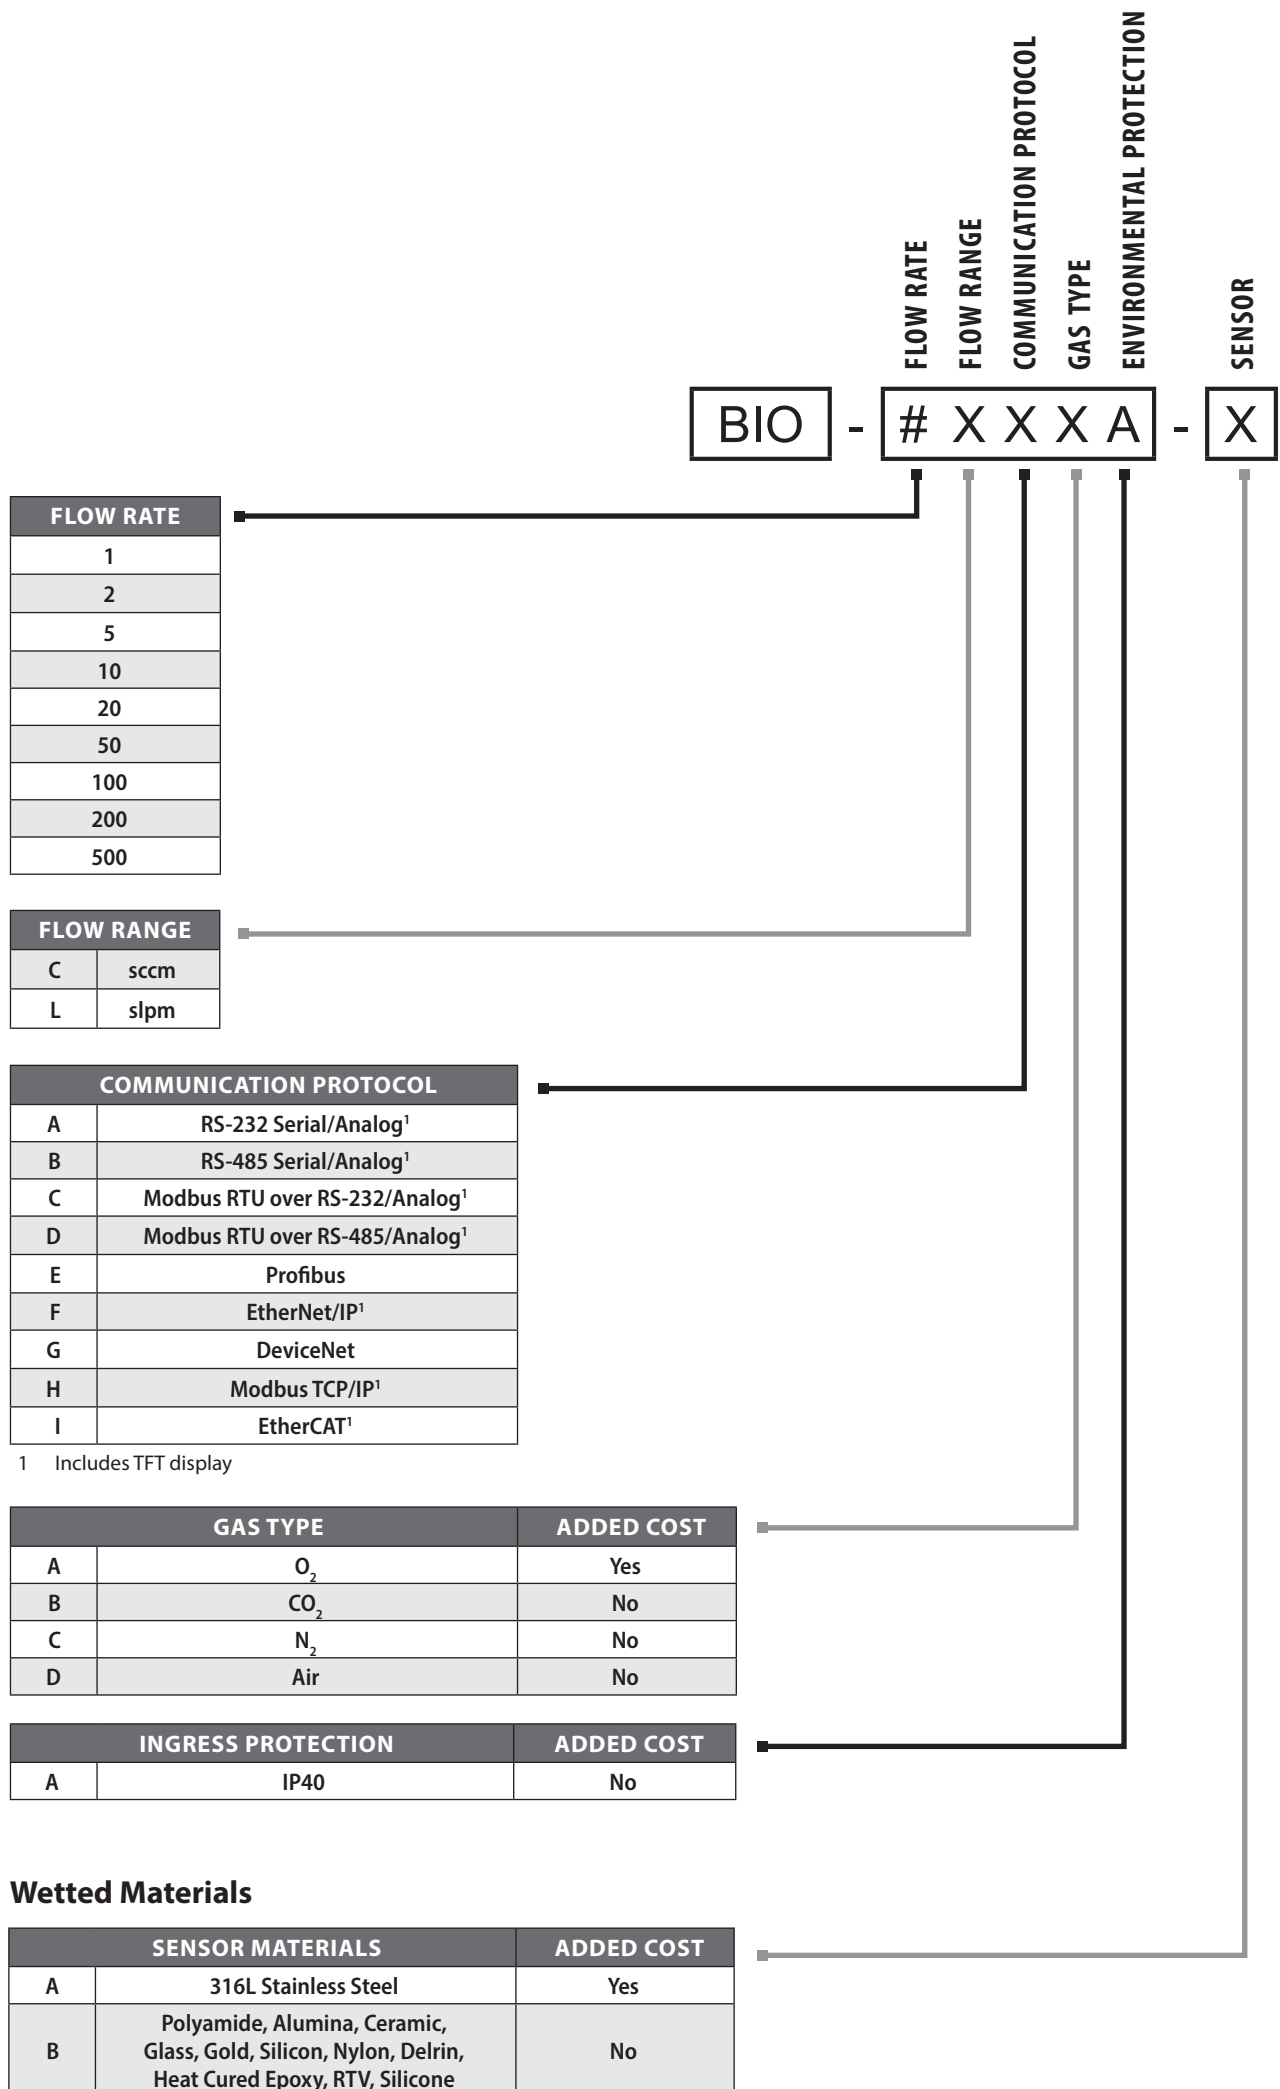 FLOW RATE
FLOW RANGE
COMMUNICATION PROTOCOL
GAS TYPE
ENVIRONMENTAL PROTECTION
SENSOR
BIO - # X X X A - X
FLOW RATE
1
2
5
10
20
50
100
200
500
FLOW RANGE
C sccm
L slpm
COMMUNICATION PROTOCOL
A RS-232 Serial/Analog¹
B RS-485 Serial/Analog¹
C Modbus RTU over RS-232/Analog¹
D Modbus RTU over RS-485/Analog¹
E Profibus
F EtherNet/IP¹
G DeviceNet
H Modbus TCP/IP¹
I EtherCAT¹
1 Includes TFT display
GAS TYPE ADDED COST
A O₂ Yes
B CO₂ No
C N₂ No
D Air No
INGRESS PROTECTION ADDED COST
A IP40 No
Wetted Materials
SENSOR MATERIALS ADDED COST
A 316L Stainless Steel Yes
Polyamide, Alumina, Ceramic,
B Glass, Gold, Silicon, Nylon, Delrin, No
Heat Cured Epoxy, RTV, Silicone